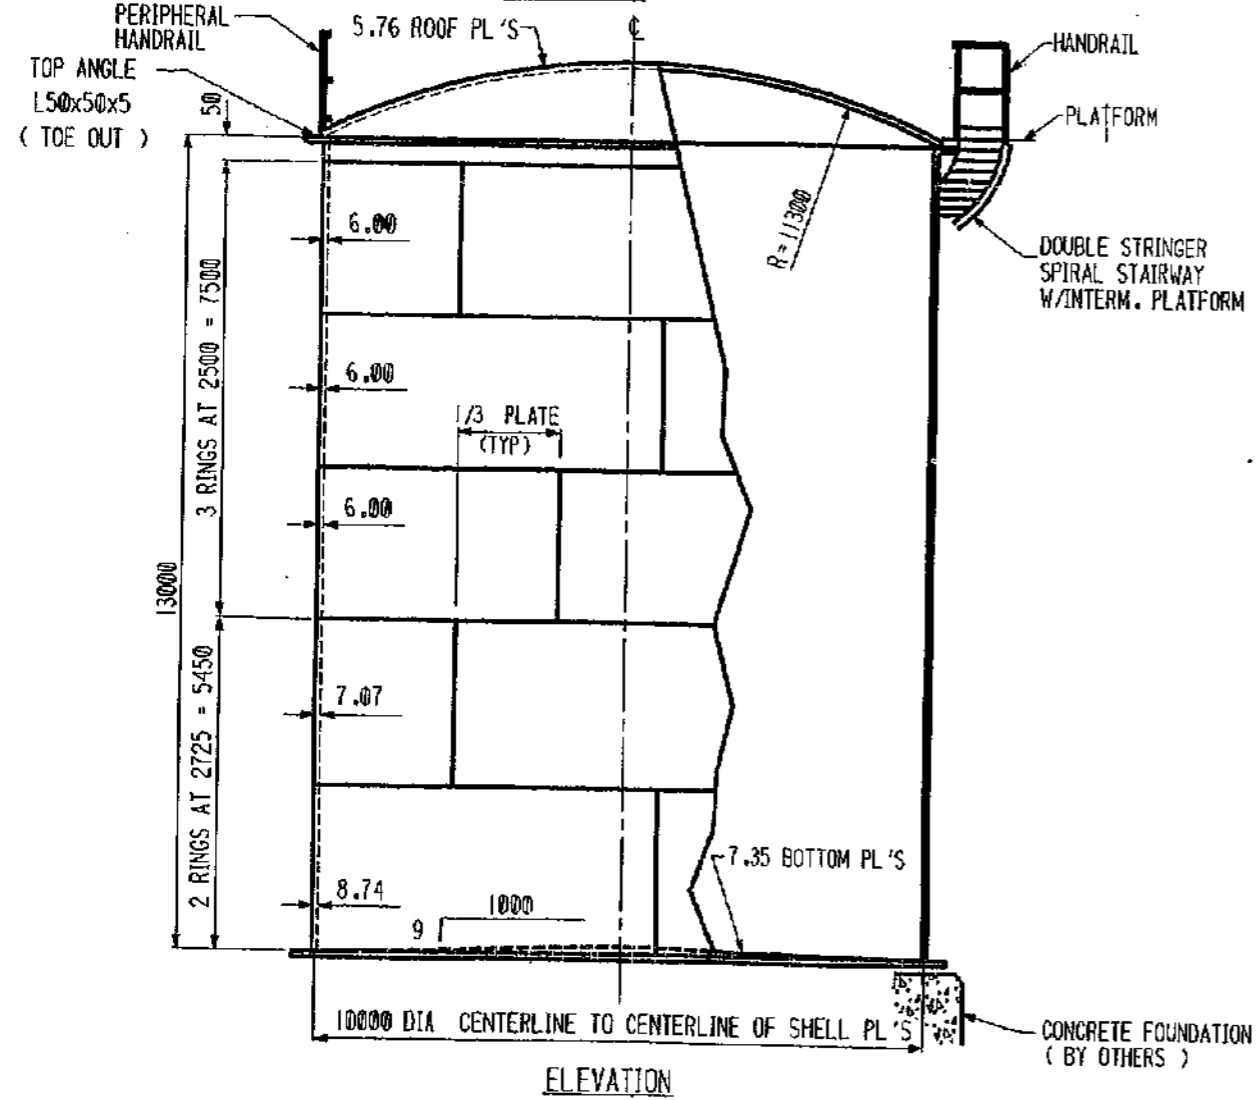 PERIPHERAL
HANDRAIL
5.76 ROOF PL'S
℄
HANDRAIL
TOP ANGLE
L50x50x5
( TOE OUT )
50
PLATFORM
6.00
R = 11300
DOUBLE STRINGER
SPIRAL STAIRWAY
W/INTERM. PLATFORM
3 RINGS AT 2500 = 7500
6.00
1/3 PLATE
(TYP)
6.00
13000
2 RINGS AT 2725 = 5450
7.07
7.35 BOTTOM PL'S
8.74
1000
9
10000 DIA CENTERLINE TO CENTERLINE OF SHELL PL'S
CONCRETE FOUNDATION
( BY OTHERS )
ELEVATION